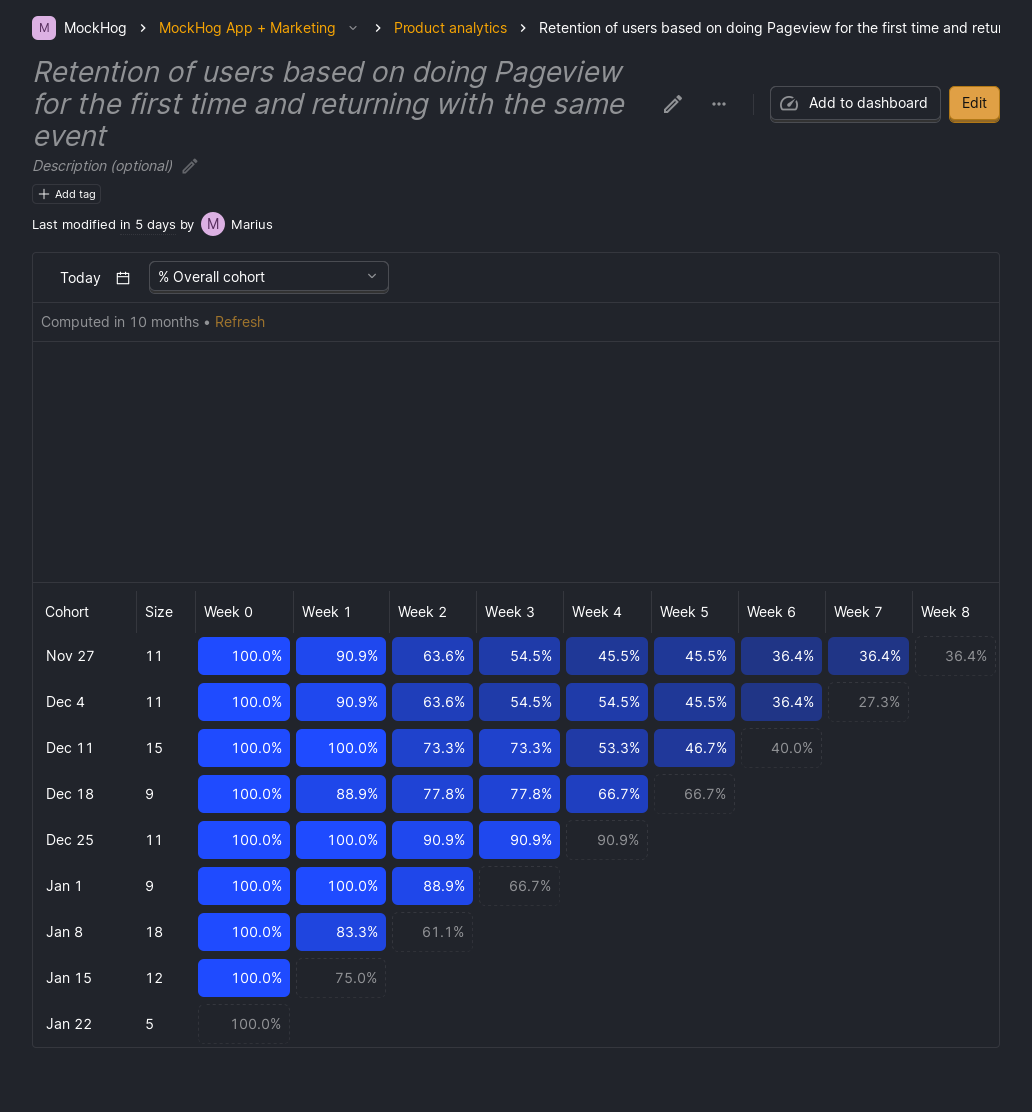 M MockHog > MockHog App + Marketing > Product analytics > Retention of users based on doing Pageview for the first time and retur
Retention of users based on doing Pageview
for the first time and returning with the same
event
Add to dashboard
Edit
Description (optional)
Add tag
Last modified in 5 days by M Marius
Today % Overall cohort
Computed in 10 months • Refresh
Cohort Size Week 0 Week 1 Week 2 Week 3 Week 4 Week 5 Week 6 Week 7 Week 8
Nov 27 11 100.0% 90.9% 63.6% 54.5% 45.5% 45.5% 36.4% 36.4% 36.4%
Dec 4 11 100.0% 90.9% 63.6% 54.5% 54.5% 45.5% 36.4% 27.3%
Dec 11 15 100.0% 100.0% 73.3% 73.3% 53.3% 46.7% 40.0%
Dec 18 9 100.0% 88.9% 77.8% 77.8% 66.7% 66.7%
Dec 25 11 100.0% 100.0% 90.9% 90.9% 90.9%
Jan 1 9 100.0% 100.0% 88.9% 66.7%
Jan 8 18 100.0% 83.3% 61.1%
Jan 15 12 100.0% 75.0%
Jan 22 5 100.0%